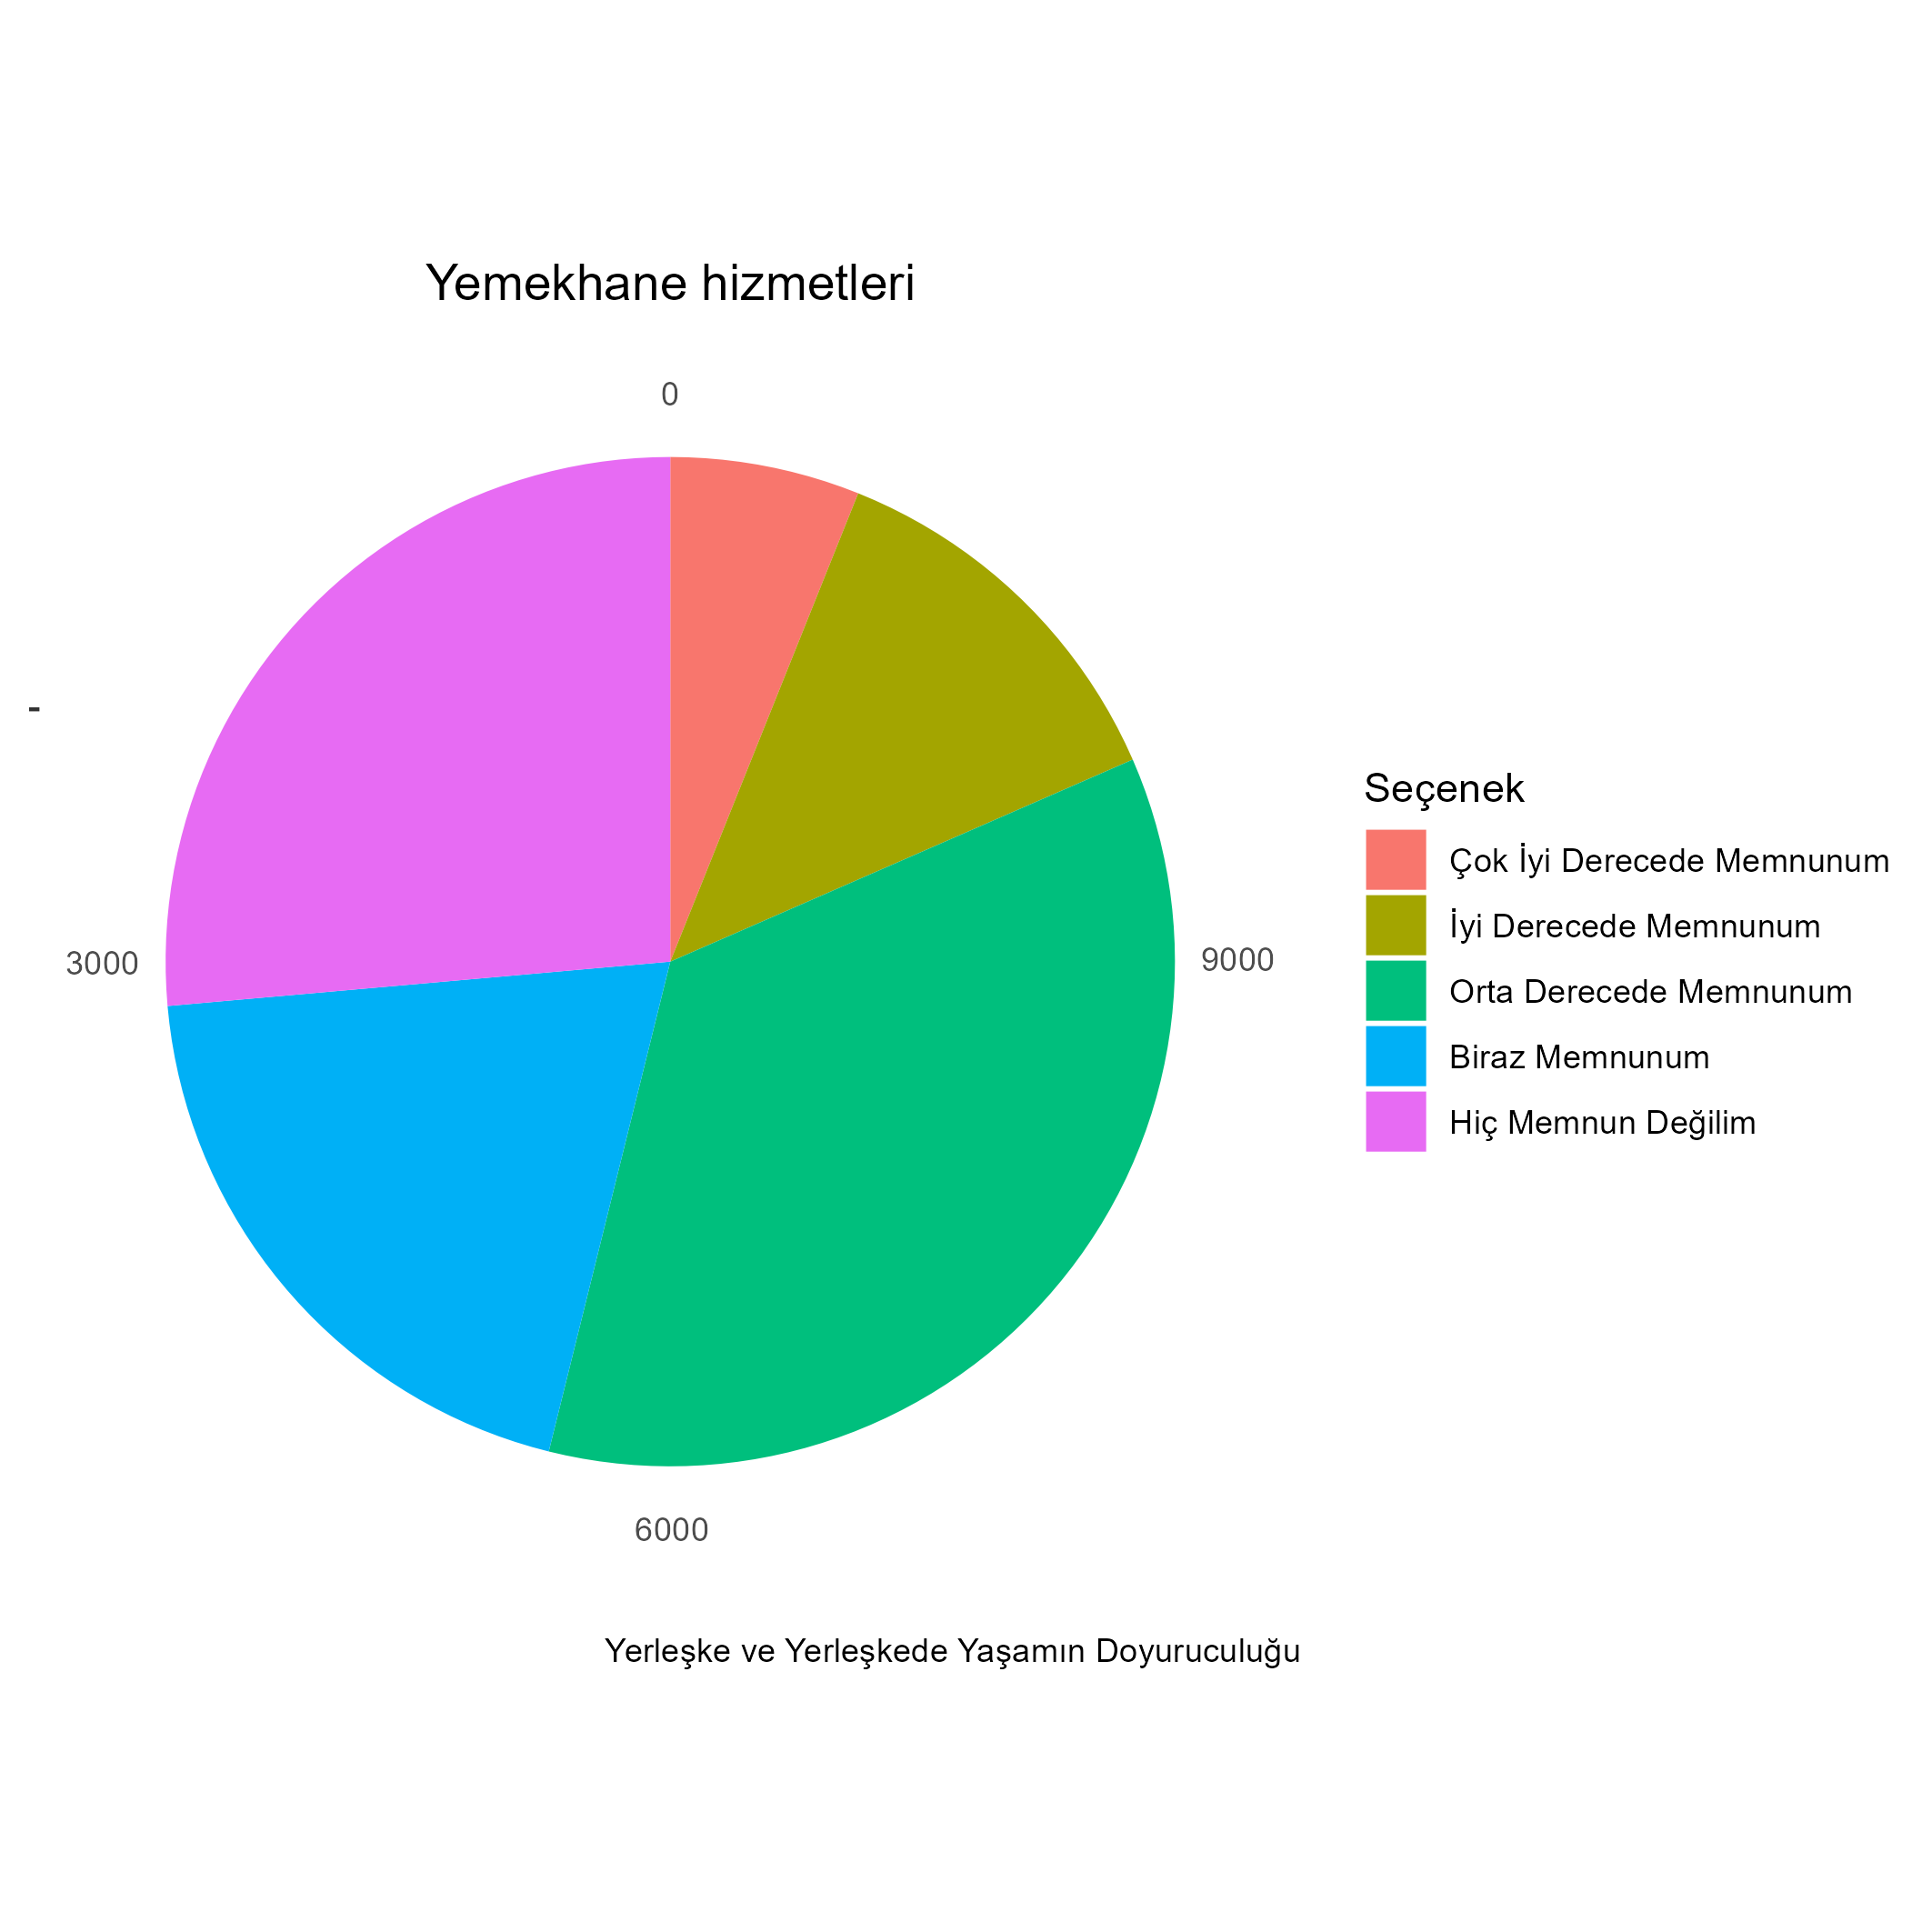 Yemekhane hizmetleri
0
-
3000
9000
6000
Seçenek
Çok İyi Derecede Memnunum
İyi Derecede Memnunum
Orta Derecede Memnunum
Biraz Memnunum
Hiç Memnun Değilim
Yerleşke ve Yerleşkede Yaşamın Doyuruculuğu